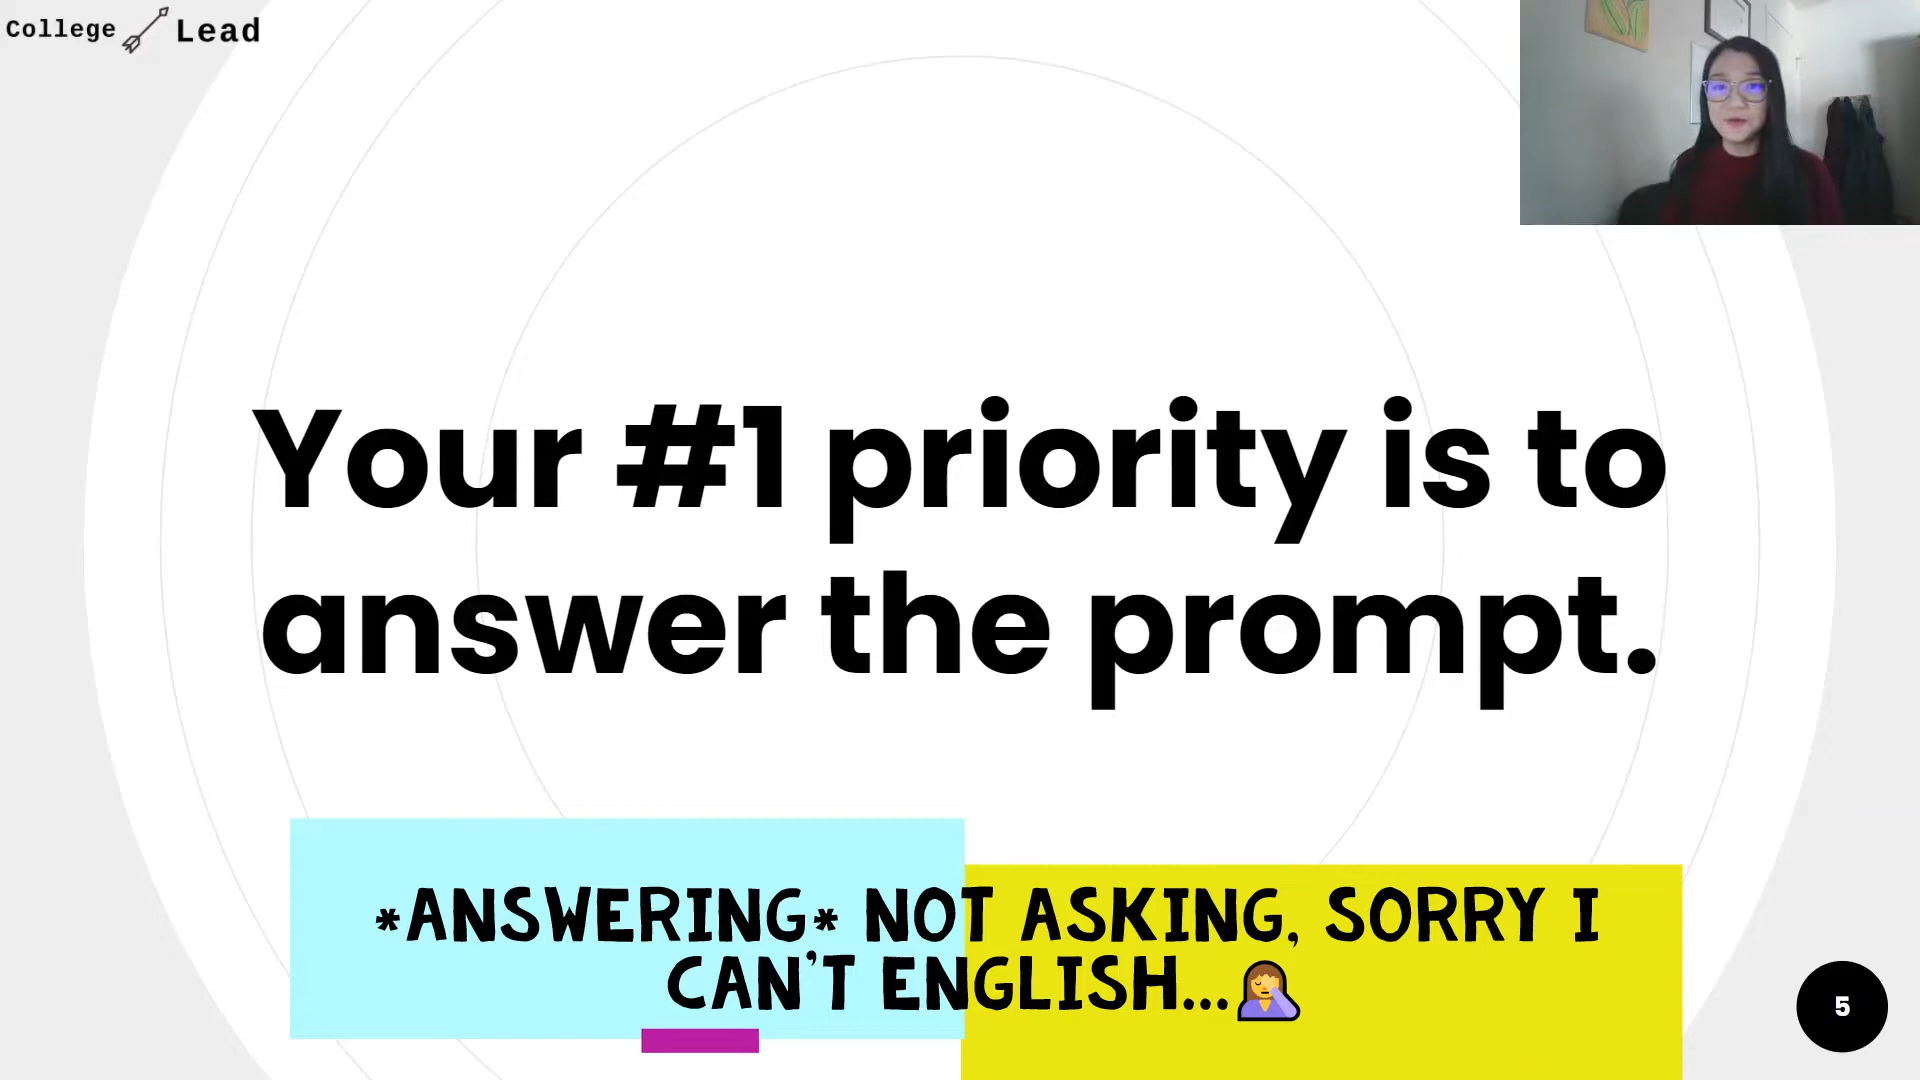 College Lead
Your #1 priority is to
answer the prompt.
*ANSWERING* NOT ASKING, SORRY I
CAN'T ENGLISH...🤦‍♀️
5